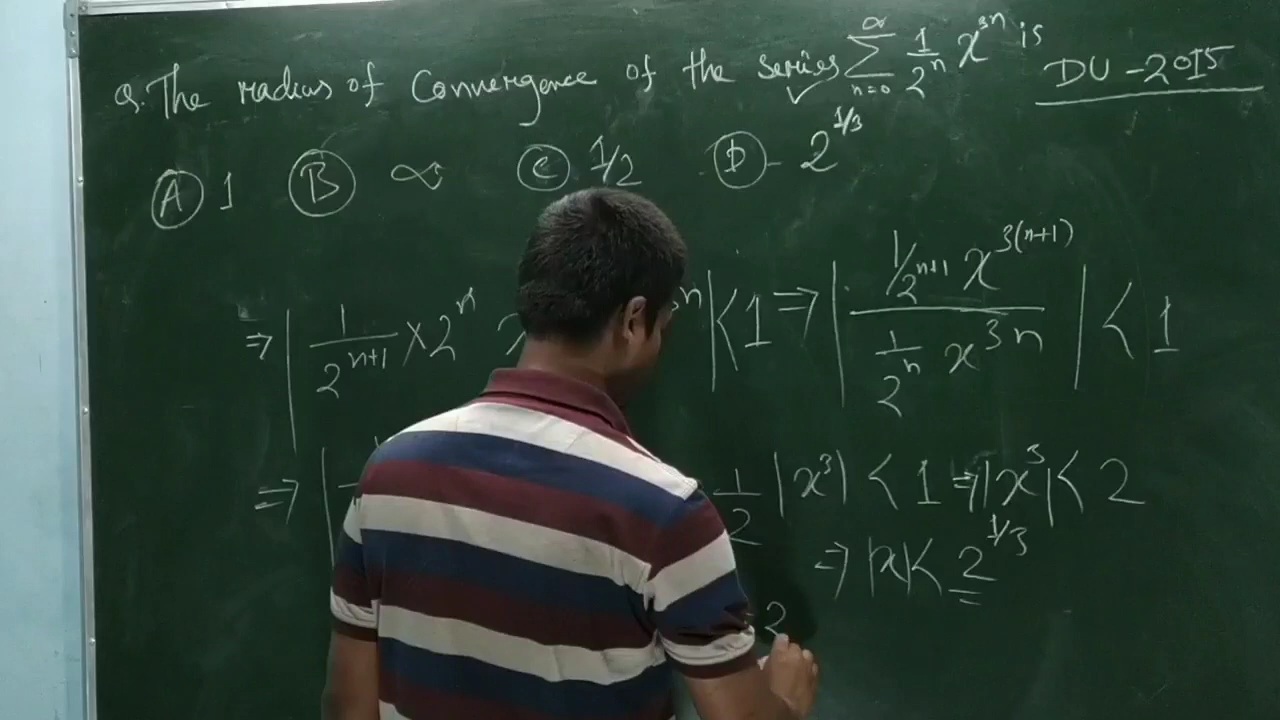 Q. The radius of Convergence of the series ∑_{n=0}^{∞} 1/2^n x^{3n} is DU - 2015
(A) 1 (B) ∞ (C) 1/2 (D) - 2^{1/3}
⇒ | 1/2^{n+1} × 2^n n | < 1 ⇒ | (1/2^{n+1} x^{3(n+1)}) / (1/2^n x^{3n}) | < 1
⇒ | 1/2 |x^3| < 1 ⇒ |x^3| < 2
⇒ |x| < 2^{1/3}
2